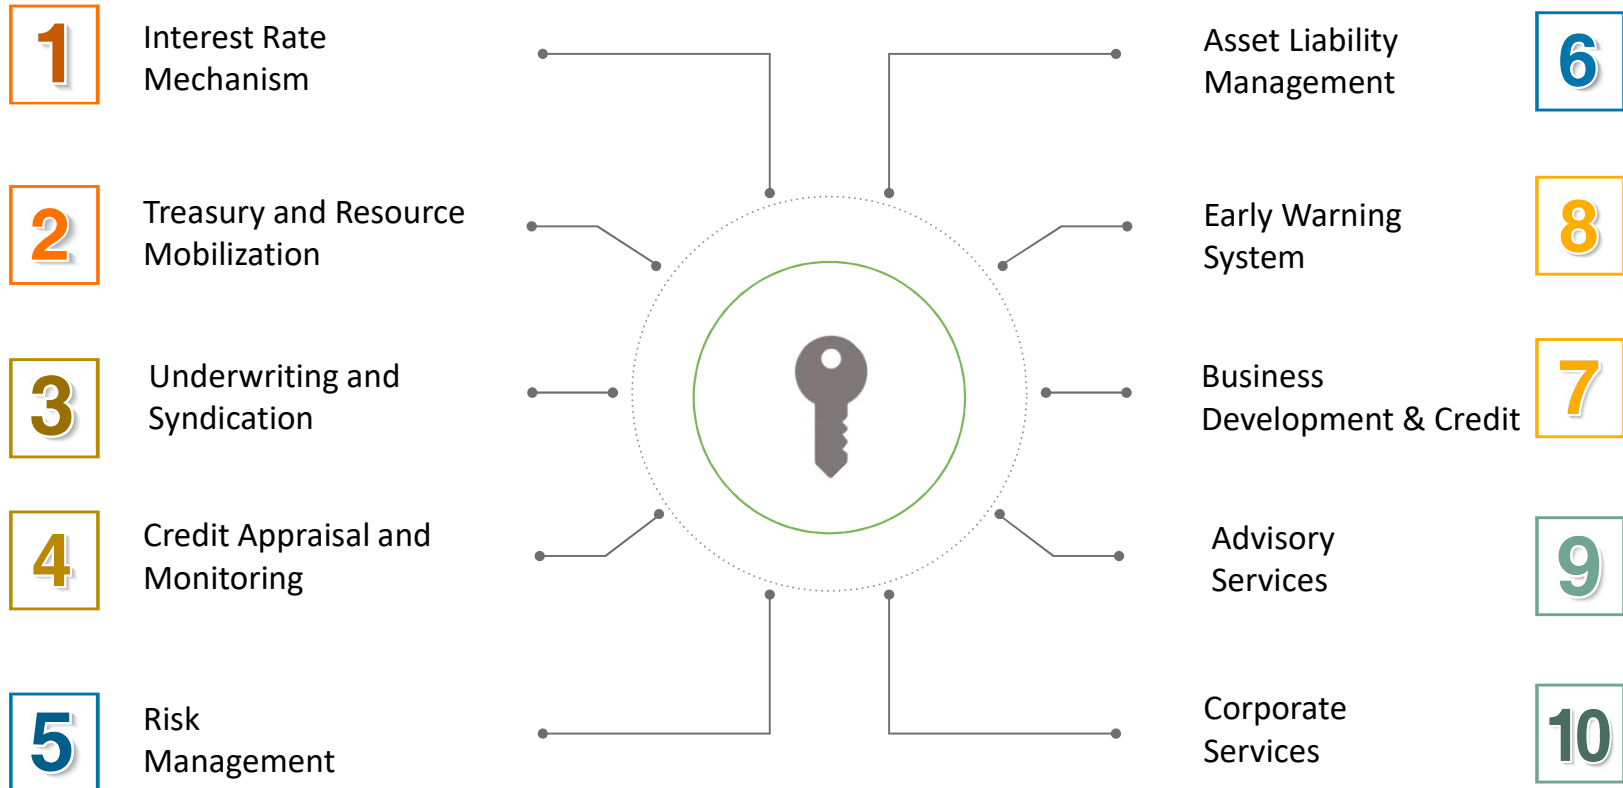 1
Interest Rate
Mechanism
2
Treasury and Resource
Mobilization
3
Underwriting and
Syndication
4
Credit Appraisal and
Monitoring
5
Risk
Management
Asset Liability
Management
6
Early Warning
System
8
Business
Development & Credit
7
Advisory
Services
9
Corporate
Services
10